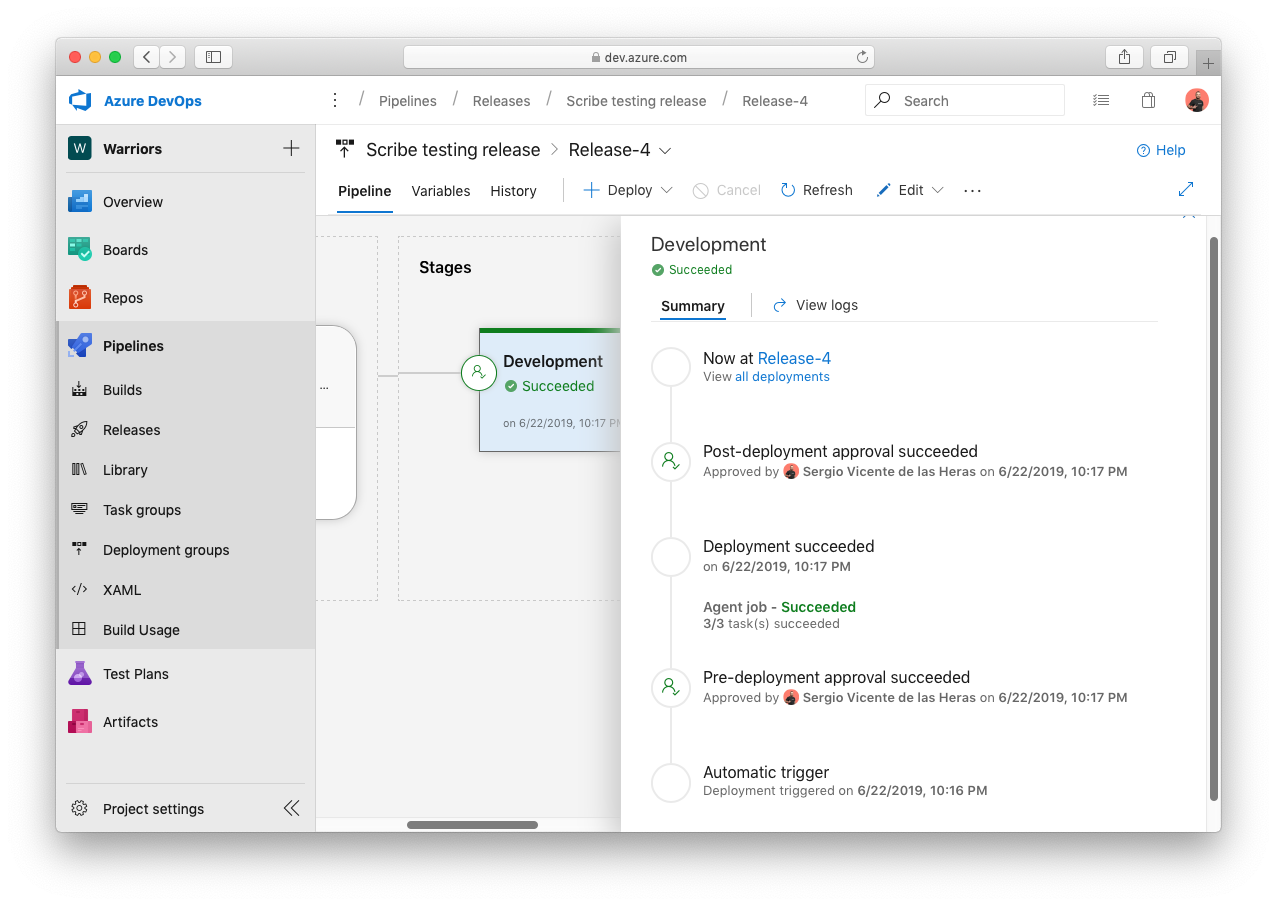 dev.azure.com
Azure DevOps
/ Pipelines / Releases / Scribe testing release / Release-4
Search
W Warriors
Overview
Boards
Repos
Pipelines
Builds
Releases
Library
Task groups
Deployment groups
XAML
Build Usage
Test Plans
Artifacts
Project settings
Scribe testing release > Release-4
Help
Pipeline Variables History Deploy Cancel Refresh Edit ...
...
Stages
Development
Succeeded
on 6/22/2019, 10:17 PM
Development
Succeeded
Summary View logs
Now at Release-4
View all deployments
Post-deployment approval succeeded
Approved by Sergio Vicente de las Heras on 6/22/2019, 10:17 PM
Deployment succeeded
on 6/22/2019, 10:17 PM
Agent job - Succeeded
3/3 task(s) succeeded
Pre-deployment approval succeeded
Approved by Sergio Vicente de las Heras on 6/22/2019, 10:17 PM
Automatic trigger
Deployment triggered on 6/22/2019, 10:16 PM